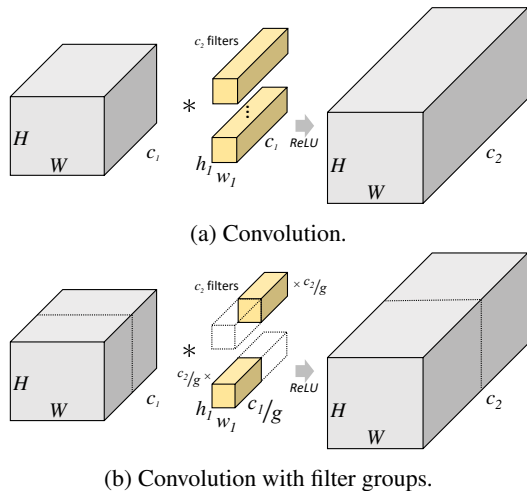 c₂ filters
*
H
W
c₁
h₁ w₁
c₁
ReLU
H
W
c₂
(a) Convolution.
c₂ filters
× c₂/g
*
c₂/g ×
H
W
c₁
h₁ w₁
c₁/g
ReLU
H
W
c₂
(b) Convolution with filter groups.